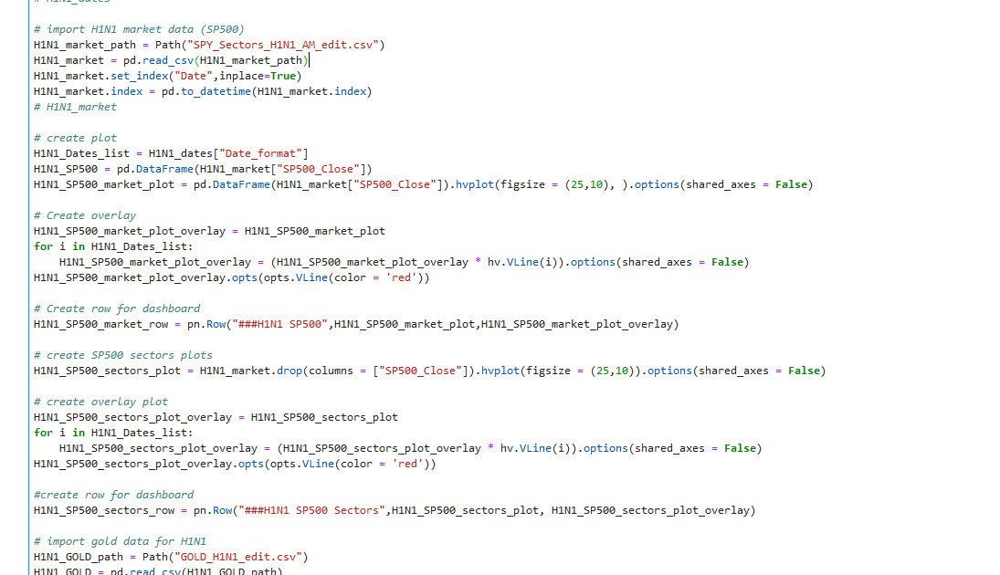 # H1N1_dates
# import H1N1 market data (SP500)
H1N1_market_path = Path("SPY_Sectors_H1N1_AM_edit.csv")
H1N1_market = pd.read_csv(H1N1_market_path)
H1N1_market.set_index("Date",inplace=True)
H1N1_market.index = pd.to_datetime(H1N1_market.index)
# H1N1_market
# create plot
H1N1_Dates_list = H1N1_dates["Date_format"]
H1N1_SP500 = pd.DataFrame(H1N1_market["SP500_Close"])
H1N1_SP500_market_plot = pd.DataFrame(H1N1_market["SP500_Close"]).hvplot(figsize = (25,10), ).options(shared_axes = False)
# Create overlay
H1N1_SP500_market_plot_overlay = H1N1_SP500_market_plot
for i in H1N1_Dates_list:
    H1N1_SP500_market_plot_overlay = (H1N1_SP500_market_plot_overlay * hv.VLine(i)).options(shared_axes = False)
H1N1_SP500_market_plot_overlay.opts(opts.VLine(color = 'red'))
# Create row for dashboard
H1N1_SP500_market_row = pn.Row("###H1N1 SP500",H1N1_SP500_market_plot,H1N1_SP500_market_plot_overlay)
# create SP500 sectors plots
H1N1_SP500_sectors_plot = H1N1_market.drop(columns = ["SP500_Close"]).hvplot(figsize = (25,10)).options(shared_axes = False)
# create overlay plot
H1N1_SP500_sectors_plot_overlay = H1N1_SP500_sectors_plot
for i in H1N1_Dates_list:
    H1N1_SP500_sectors_plot_overlay = (H1N1_SP500_sectors_plot_overlay * hv.VLine(i)).options(shared_axes = False)
H1N1_SP500_sectors_plot_overlay.opts(opts.VLine(color = 'red'))
#create row for dashboard
H1N1_SP500_sectors_row = pn.Row("###H1N1 SP500 Sectors",H1N1_SP500_sectors_plot, H1N1_SP500_sectors_plot_overlay)
# import gold data for H1N1
H1N1_GOLD_path = Path("GOLD_H1N1_edit.csv")
H1N1_GOLD = pd.read_csv(H1N1_GOLD_path)